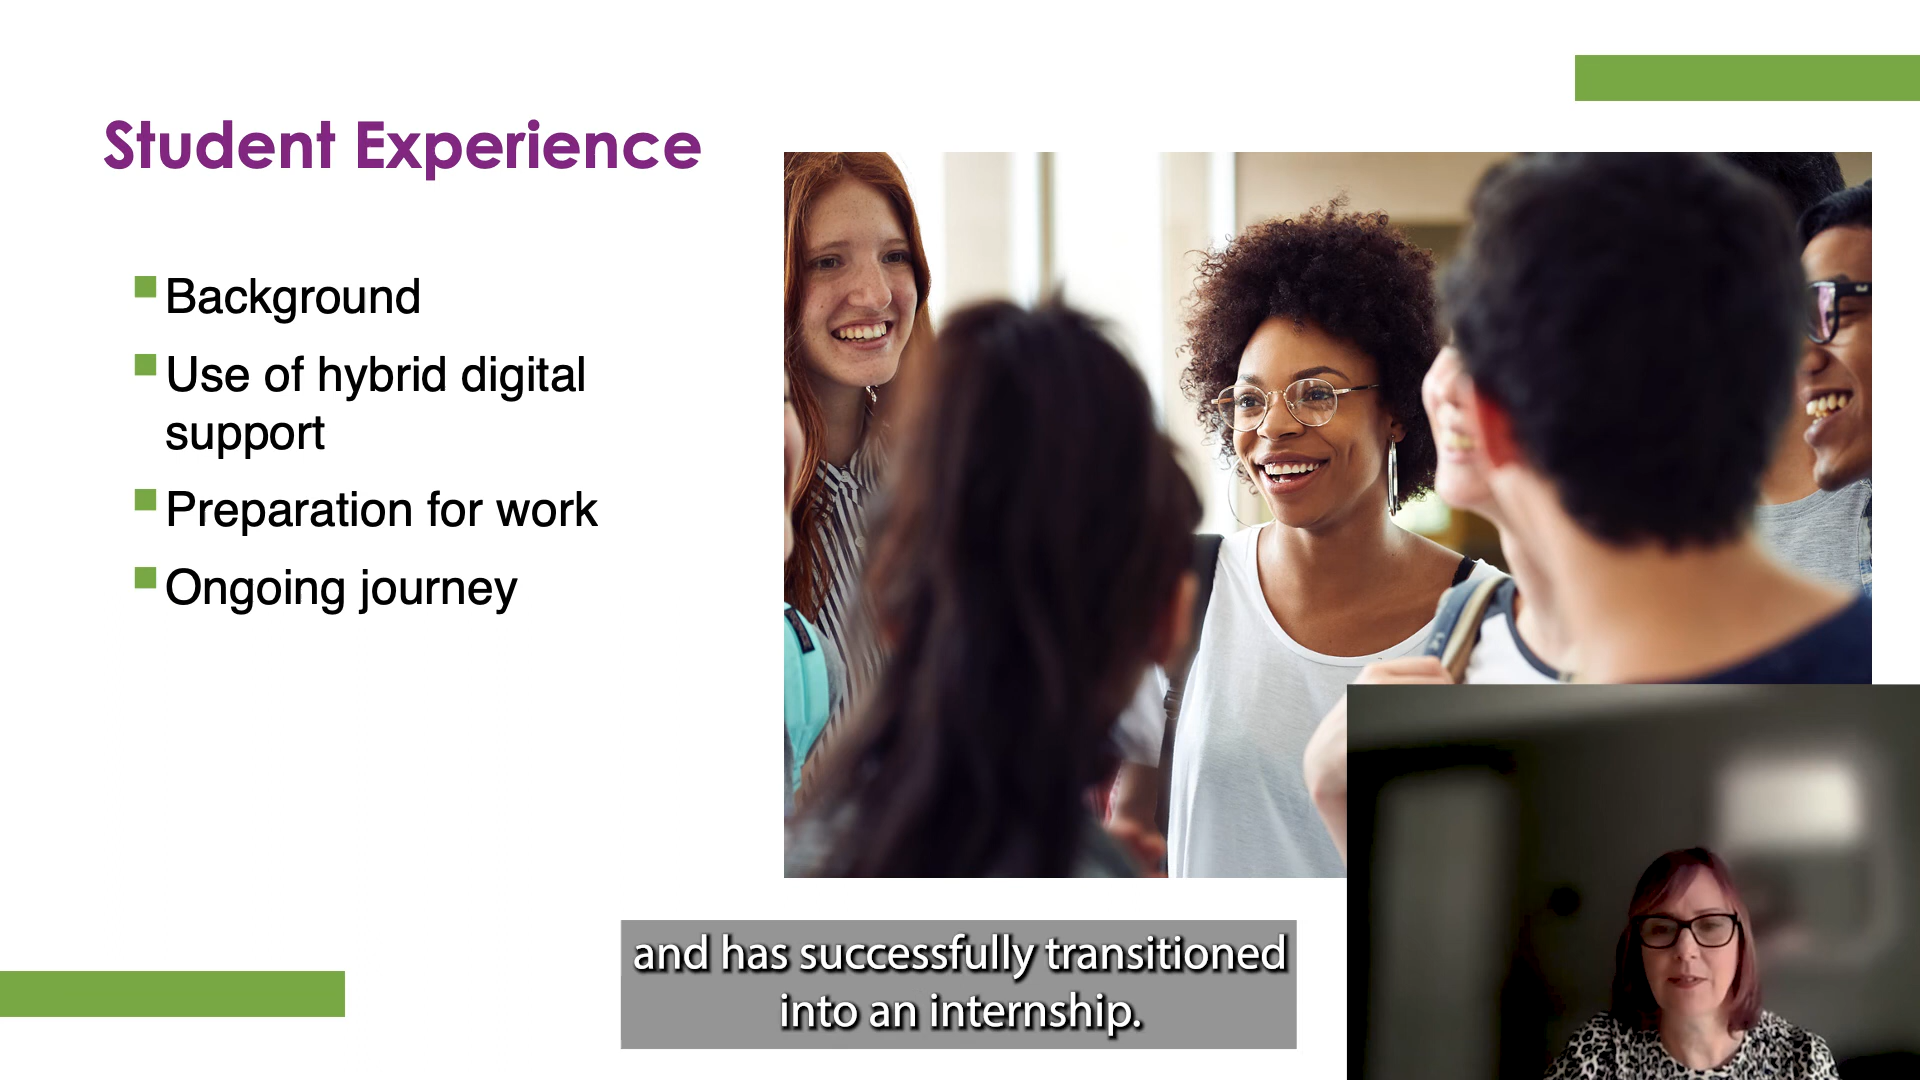 Student Experience
Background
Use of hybrid digital
support
Preparation for work
Ongoing journey
and has successfully transitioned
into an internship.